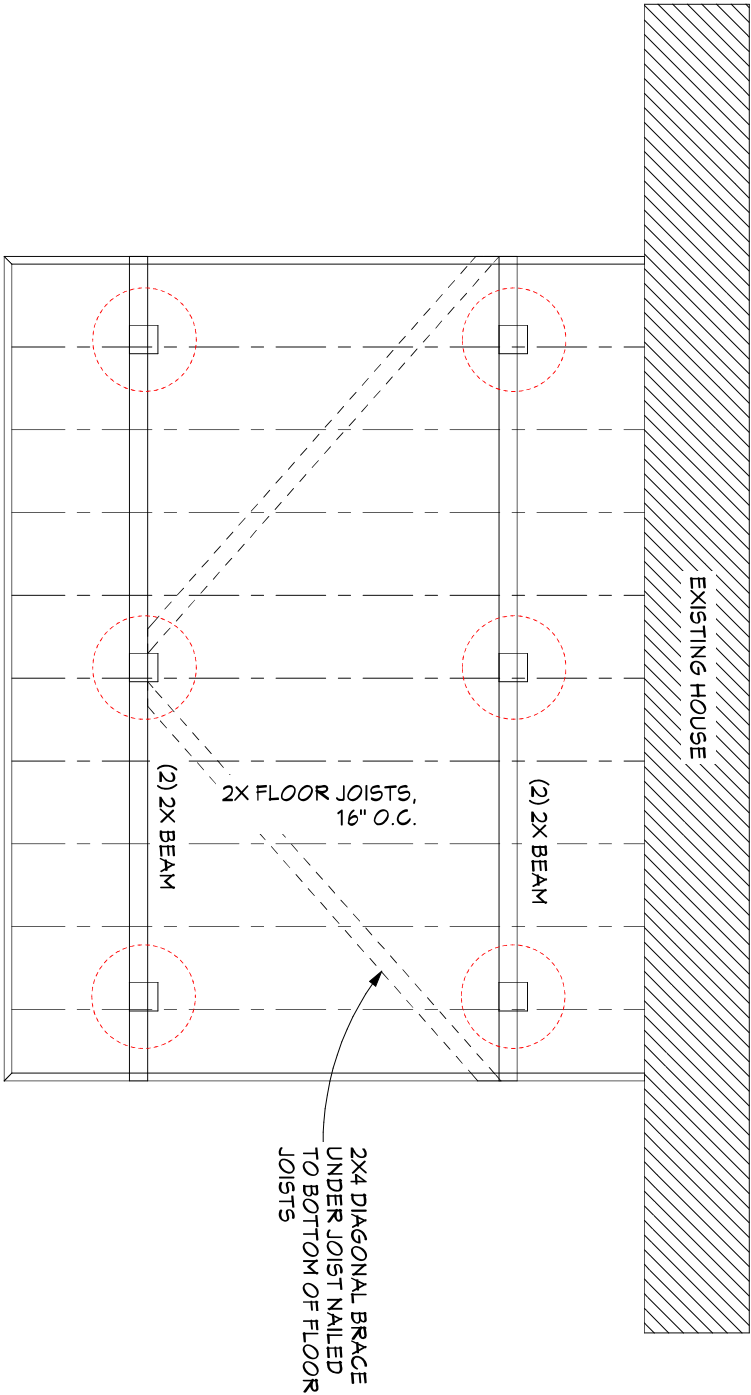 EXISTING HOUSE
(2) 2X BEAM
2X FLOOR JOISTS,
16" O.C.
(2) 2X BEAM
2X4 DIAGONAL BRACE
UNDER JOIST NAILED
TO BOTTOM OF FLOOR
JOISTS